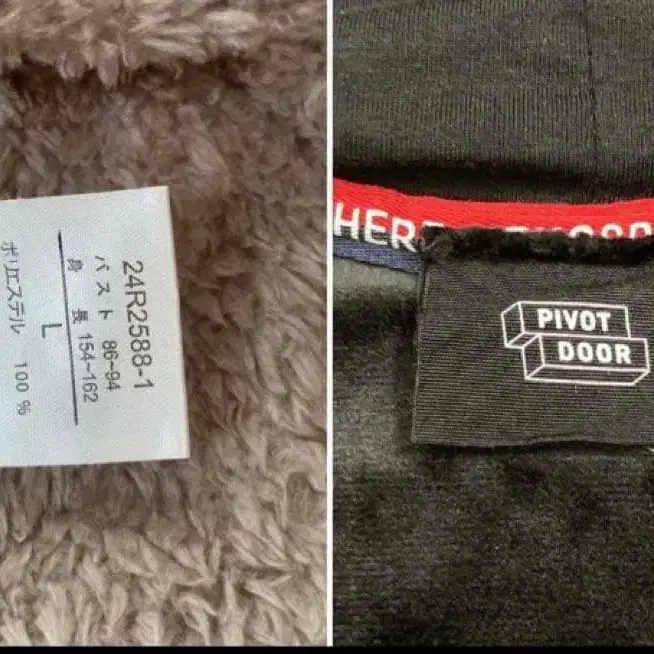 24R2588-1
バスト 86-94
身 長 154~162
L
ポリエステル 100 %
HERE
PIVOT
DOOR